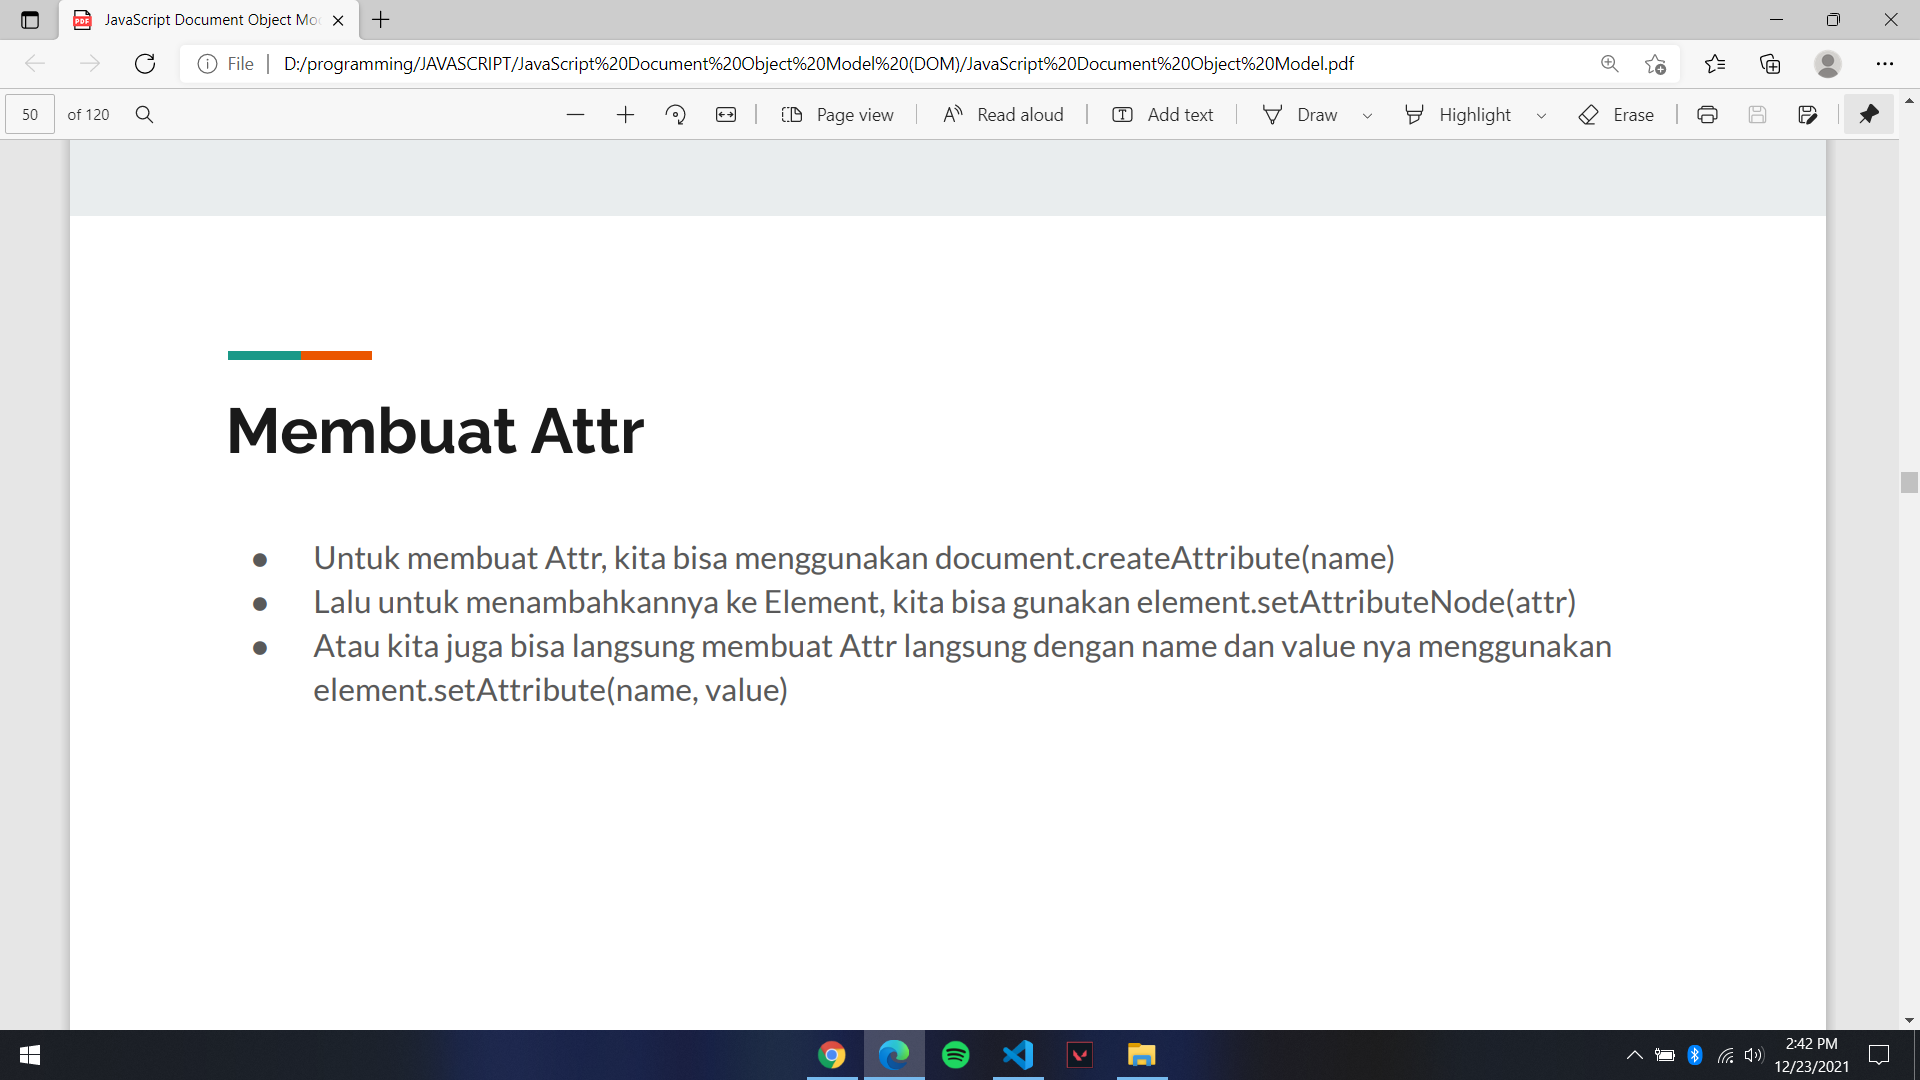 JavaScript Document Object Mo
File
D:/programming/JAVASCRIPT/JavaScript%20Document%20Object%20Model%20(DOM)/JavaScript%20Document%20Object%20Model.pdf
50 of 120
Page view
Read aloud
Add text
Draw
Highlight
Erase
Membuat Attr
● Untuk membuat Attr, kita bisa menggunakan document.createAttribute(name)
● Lalu untuk menambahkannya ke Element, kita bisa gunakan element.setAttributeNode(attr)
● Atau kita juga bisa langsung membuat Attr langsung dengan name dan value nya menggunakan
element.setAttribute(name, value)
2:42 PM
12/23/2021